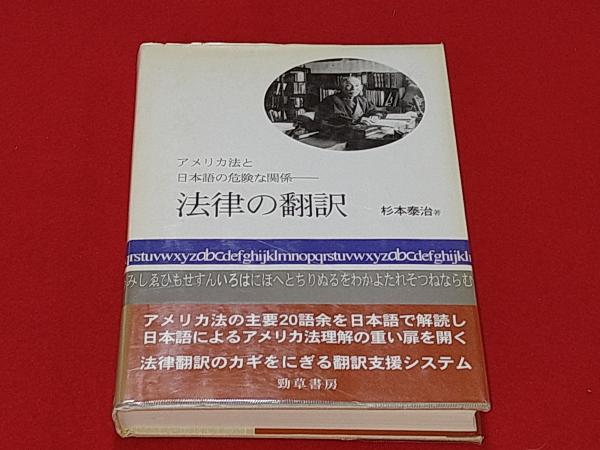 アメリカ法と
日本語の危険な関係——
法律の翻訳
杉本泰治著
rstuvwxyzabcdefghijklmnopqrstuvwxyzabcdefghijkl
みしゑひもせすんいろはにほへとちりぬるをわかよたれそつねならむ
アメリカ法の主要20語余を日本語で解読し
日本語によるアメリカ法理解の重い扉を開く
法律翻訳のカギをにぎる翻訳支援システム
勁草書房